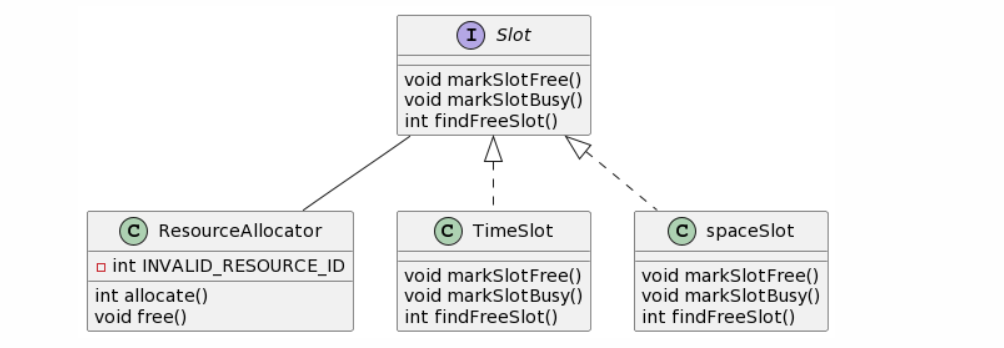 I Slot
void markSlotFree()
void markSlotBusy()
int findFreeSlot()
C ResourceAllocator
int INVALID_RESOURCE_ID
int allocate()
void free()
C TimeSlot
void markSlotFree()
void markSlotBusy()
int findFreeSlot()
C spaceSlot
void markSlotFree()
void markSlotBusy()
int findFreeSlot()